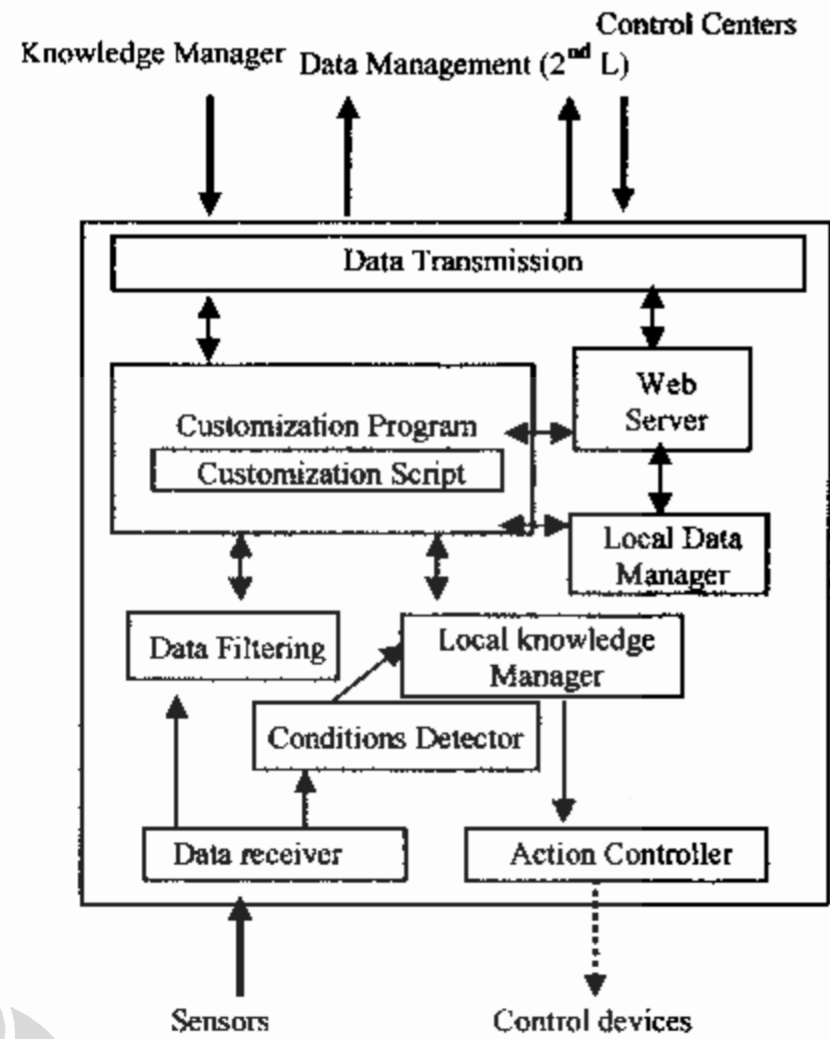 Control Centers
Knowledge Manager
Data Management (2nd L)
Data Transmission
Web
Server
Customization Program
Customization Script
Local Data
Manager
Data Filtering
Local knowledge
Manager
Conditions Detector
Data receiver
Action Controller
Sensors
Control devices